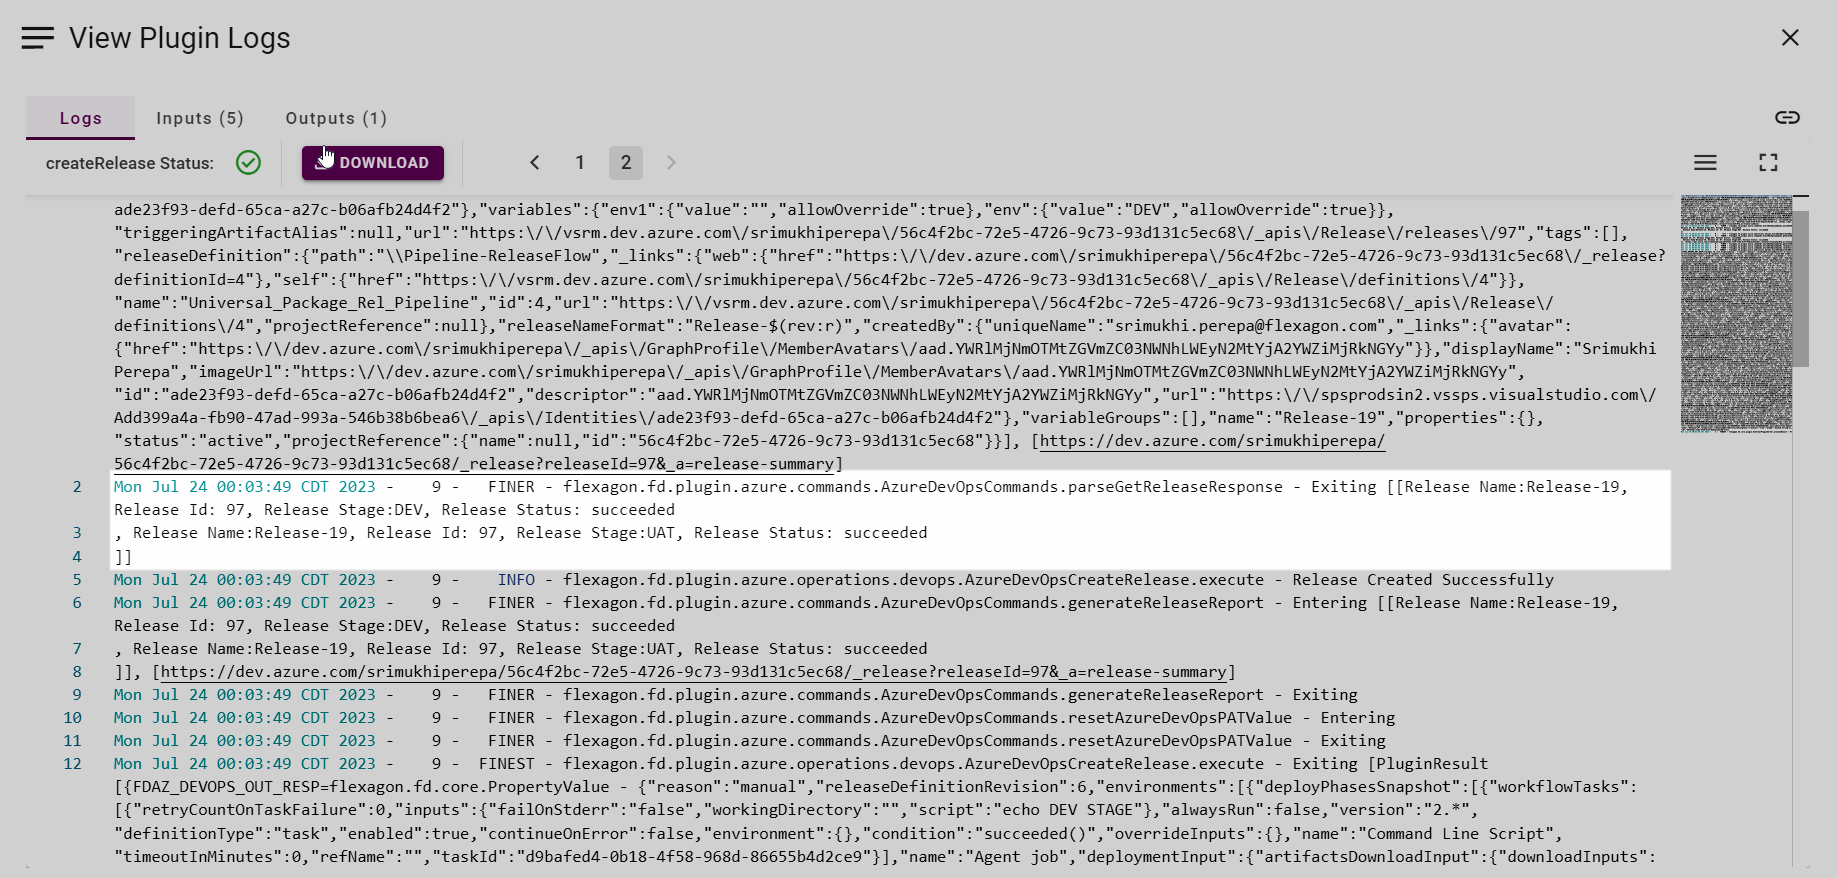 View Plugin Logs
Logs Inputs (5) Outputs (1)
createRelease Status: DOWNLOAD 1 2
ade23f93-defd-65ca-a27c-b06afb24d4f2"},"variables":{"env1":{"value":"","allowOverride":true},"env":{"value":"DEV","allowOverride":true}},
"triggeringArtifactAlias":null,"url":"https:\/\/vsrm.dev.azure.com\/srimukhiperepa\/56c4f2bc-72e5-4726-9c73-93d131c5ec68\/_apis\/Release\/releases\/97","tags":[],
"releaseDefinition":{"path":"\\Pipeline-ReleaseFlow","_links":{"web":{"href":"https:\/\/dev.azure.com\/srimukhiperepa\/56c4f2bc-72e5-4726-9c73-93d131c5ec68\/_release?
definitionId=4"},"self":{"href":"https:\/\/vsrm.dev.azure.com\/srimukhiperepa\/56c4f2bc-72e5-4726-9c73-93d131c5ec68\/_apis\/Release\/definitions\/4"}},
"name":"Universal_Package_Rel_Pipeline","id":4,"url":"https:\/\/vsrm.dev.azure.com\/srimukhiperepa\/56c4f2bc-72e5-4726-9c73-93d131c5ec68\/_apis\/Release\/
definitions\/4","projectReference":null},"releaseNameFormat":"Release-$(rev:r)","createdBy":{"uniqueName":"srimukhi.perepa@flexagon.com","_links":{"avatar":
{"href":"https:\/\/dev.azure.com\/srimukhiperepa\/_apis\/GraphProfile\/MemberAvatars\/aad.YWRlMjNmOTMtZGVmZC03NWNhLWEyN2MtYjA2YWZiMjRkNGYy"}},"displayName":"Srimukhi
Perepa","imageUrl":"https:\/\/dev.azure.com\/srimukhiperepa\/_apis\/GraphProfile\/MemberAvatars\/aad.YWRlMjNmOTMtZGVmZC03NWNhLWEyN2MtYjA2YWZiMjRkNGYy",
"id":"ade23f93-defd-65ca-a27c-b06afb24d4f2","descriptor":"aad.YWRlMjNmOTMtZGVmZC03NWNhLWEyN2MtYjA2YWZiMjRkNGYy","url":"https:\/\/spsprodsin2.vssps.visualstudio.com\/
Add399a4a-fb90-47ad-993a-546b38b6bea6\/_apis\/Identities\/ade23f93-defd-65ca-a27c-b06afb24d4f2"},"variableGroups":[],"name":"Release-19","properties":{},
"status":"active","projectReference":{"name":null,"id":"56c4f2bc-72e5-4726-9c73-93d131c5ec68"}}], [https://dev.azure.com/srimukhiperepa/
56c4f2bc-72e5-4726-9c73-93d131c5ec68/_release?releaseId=97&_a=release-summary]
2 Mon Jul 24 00:03:49 CDT 2023 - 9 - FINER - flexagon.fd.plugin.azure.commands.AzureDevOpsCommands.parseGetReleaseResponse - Exiting [[Release Name:Release-19,
Release Id: 97, Release Stage:DEV, Release Status: succeeded
3 , Release Name:Release-19, Release Id: 97, Release Stage:UAT, Release Status: succeeded
4 ]]
5 Mon Jul 24 00:03:49 CDT 2023 - 9 - INFO - flexagon.fd.plugin.azure.operations.devops.AzureDevOpsCreateRelease.execute - Release Created Successfully
6 Mon Jul 24 00:03:49 CDT 2023 - 9 - FINER - flexagon.fd.plugin.azure.commands.AzureDevOpsCommands.generateReleaseReport - Entering [[Release Name:Release-19,
Release Id: 97, Release Stage:DEV, Release Status: succeeded
7 , Release Name:Release-19, Release Id: 97, Release Stage:UAT, Release Status: succeeded
8 ]], [https://dev.azure.com/srimukhiperepa/56c4f2bc-72e5-4726-9c73-93d131c5ec68/_release?releaseId=97&_a=release-summary]
9 Mon Jul 24 00:03:49 CDT 2023 - 9 - FINER - flexagon.fd.plugin.azure.commands.AzureDevOpsCommands.generateReleaseReport - Exiting
10 Mon Jul 24 00:03:49 CDT 2023 - 9 - FINER - flexagon.fd.plugin.azure.commands.AzureDevOpsCommands.resetAzureDevOpsPATValue - Entering
11 Mon Jul 24 00:03:49 CDT 2023 - 9 - FINER - flexagon.fd.plugin.azure.commands.AzureDevOpsCommands.resetAzureDevOpsPATValue - Exiting
12 Mon Jul 24 00:03:49 CDT 2023 - 9 - FINEST - flexagon.fd.plugin.azure.operations.devops.AzureDevOpsCreateRelease.execute - Exiting [PluginResult
[{FDAZ_DEVOPS_OUT_RESP=flexagon.fd.core.PropertyValue - {"reason":"manual","releaseDefinitionRevision":6,"environments":[{"deployPhasesSnapshot":[{"workflowTasks":
[{"retryCountOnTaskFailure":0,"inputs":{"failOnStderr":"false","workingDirectory":"","script":"echo DEV STAGE"},"alwaysRun":false,"version":"2.*",
"definitionType":"task","enabled":true,"continueOnError":false,"environment":{},"condition":"succeeded()","overrideInputs":{},"name":"Command Line Script",
"timeoutInMinutes":0,"refName":"","taskId":"d9bafed4-0b18-4f58-968d-86655b4d2ce9"}],"name":"Agent job","deploymentInput":{"artifactsDownloadInput":{"downloadInputs":